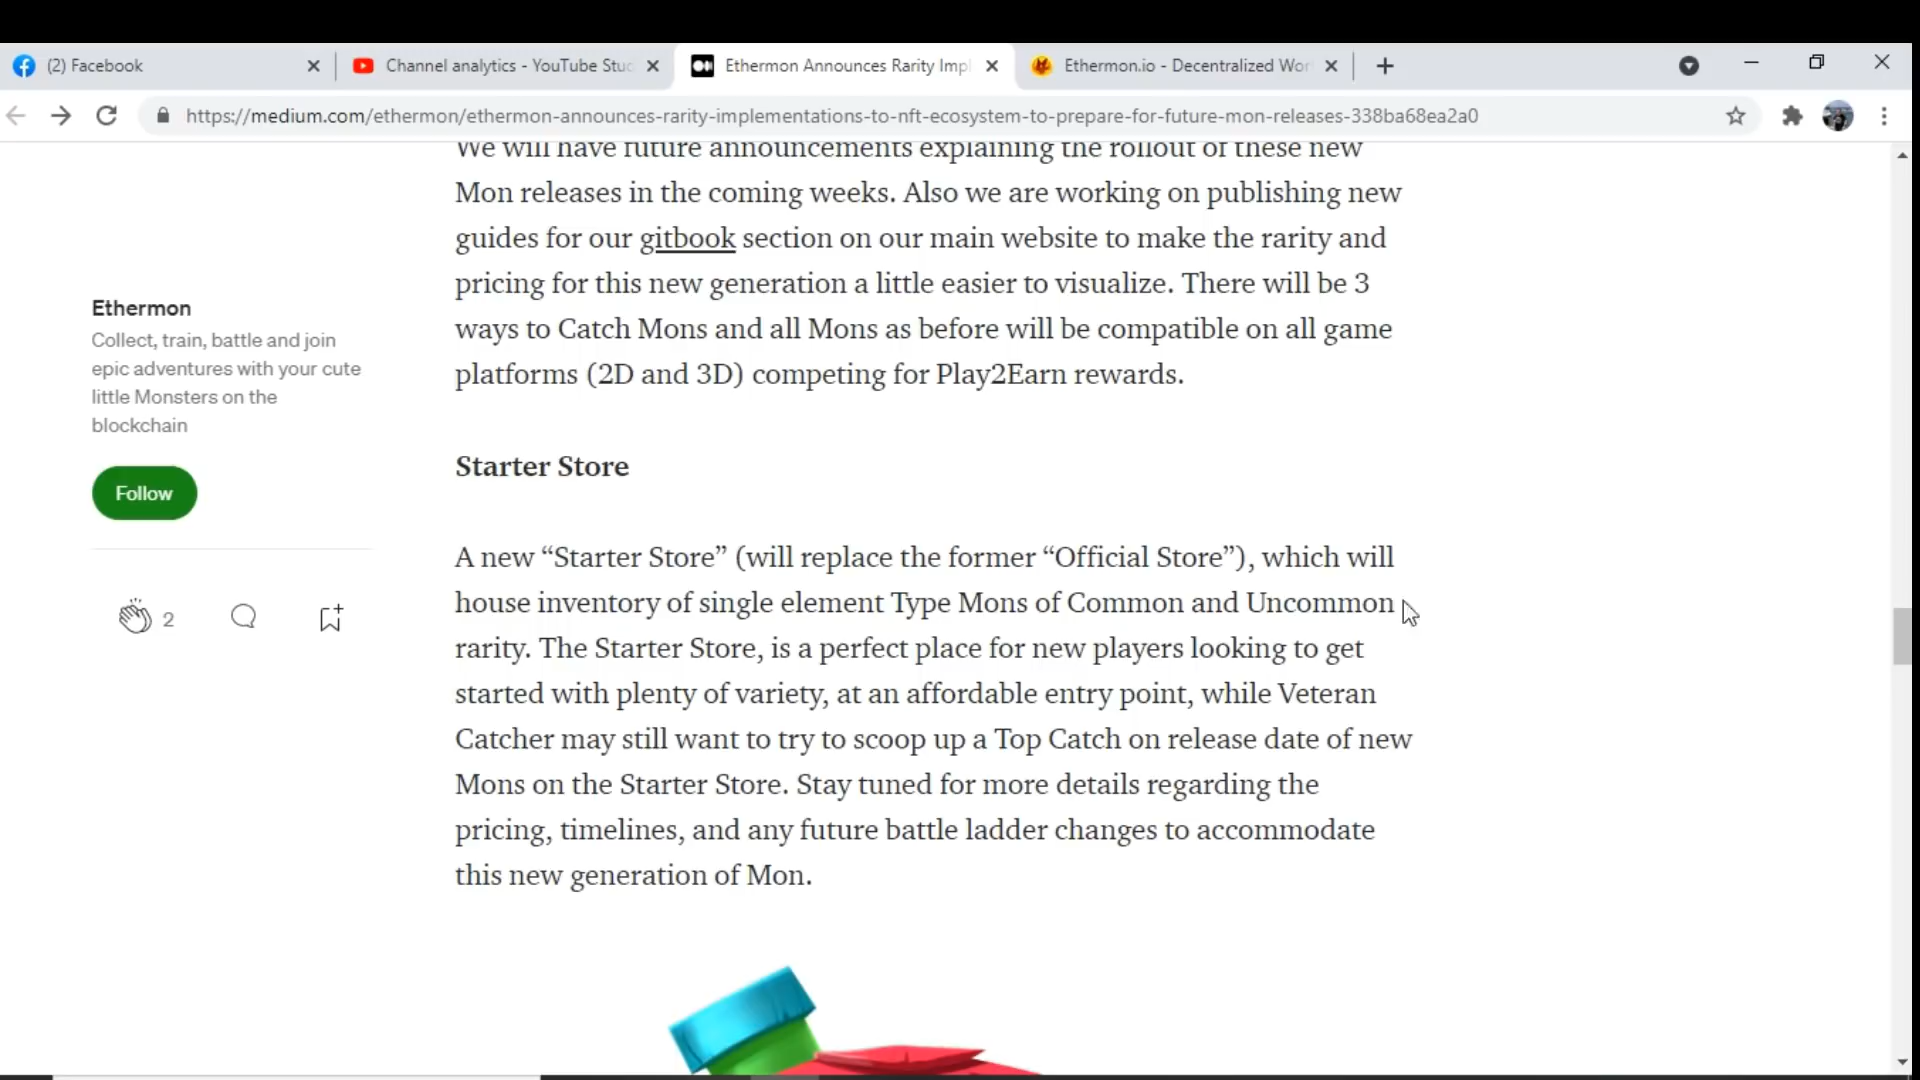 (2) Facebook
Channel analytics - YouTube Stu
Ethermon Announces Rarity Imp
Ethermon.io - Decentralized Wor
https://medium.com/ethermon/ethermon-announces-rarity-implementations-to-nft-ecosystem-to-prepare-for-future-mon-releases-338ba68ea2a0
We will have future announcements explaining the rollout of these new
Mon releases in the coming weeks. Also we are working on publishing new
guides for our gitbook section on our main website to make the rarity and
pricing for this new generation a little easier to visualize. There will be 3
ways to Catch Mons and all Mons as before will be compatible on all game
platforms (2D and 3D) competing for Play2Earn rewards.
Ethermon
Collect, train, battle and join
epic adventures with your cute
little Monsters on the
blockchain
Follow
2
Starter Store
A new “Starter Store” (will replace the former “Official Store”), which will
house inventory of single element Type Mons of Common and Uncommon
rarity. The Starter Store, is a perfect place for new players looking to get
started with plenty of variety, at an affordable entry point, while Veteran
Catcher may still want to try to scoop up a Top Catch on release date of new
Mons on the Starter Store. Stay tuned for more details regarding the
pricing, timelines, and any future battle ladder changes to accommodate
this new generation of Mon.